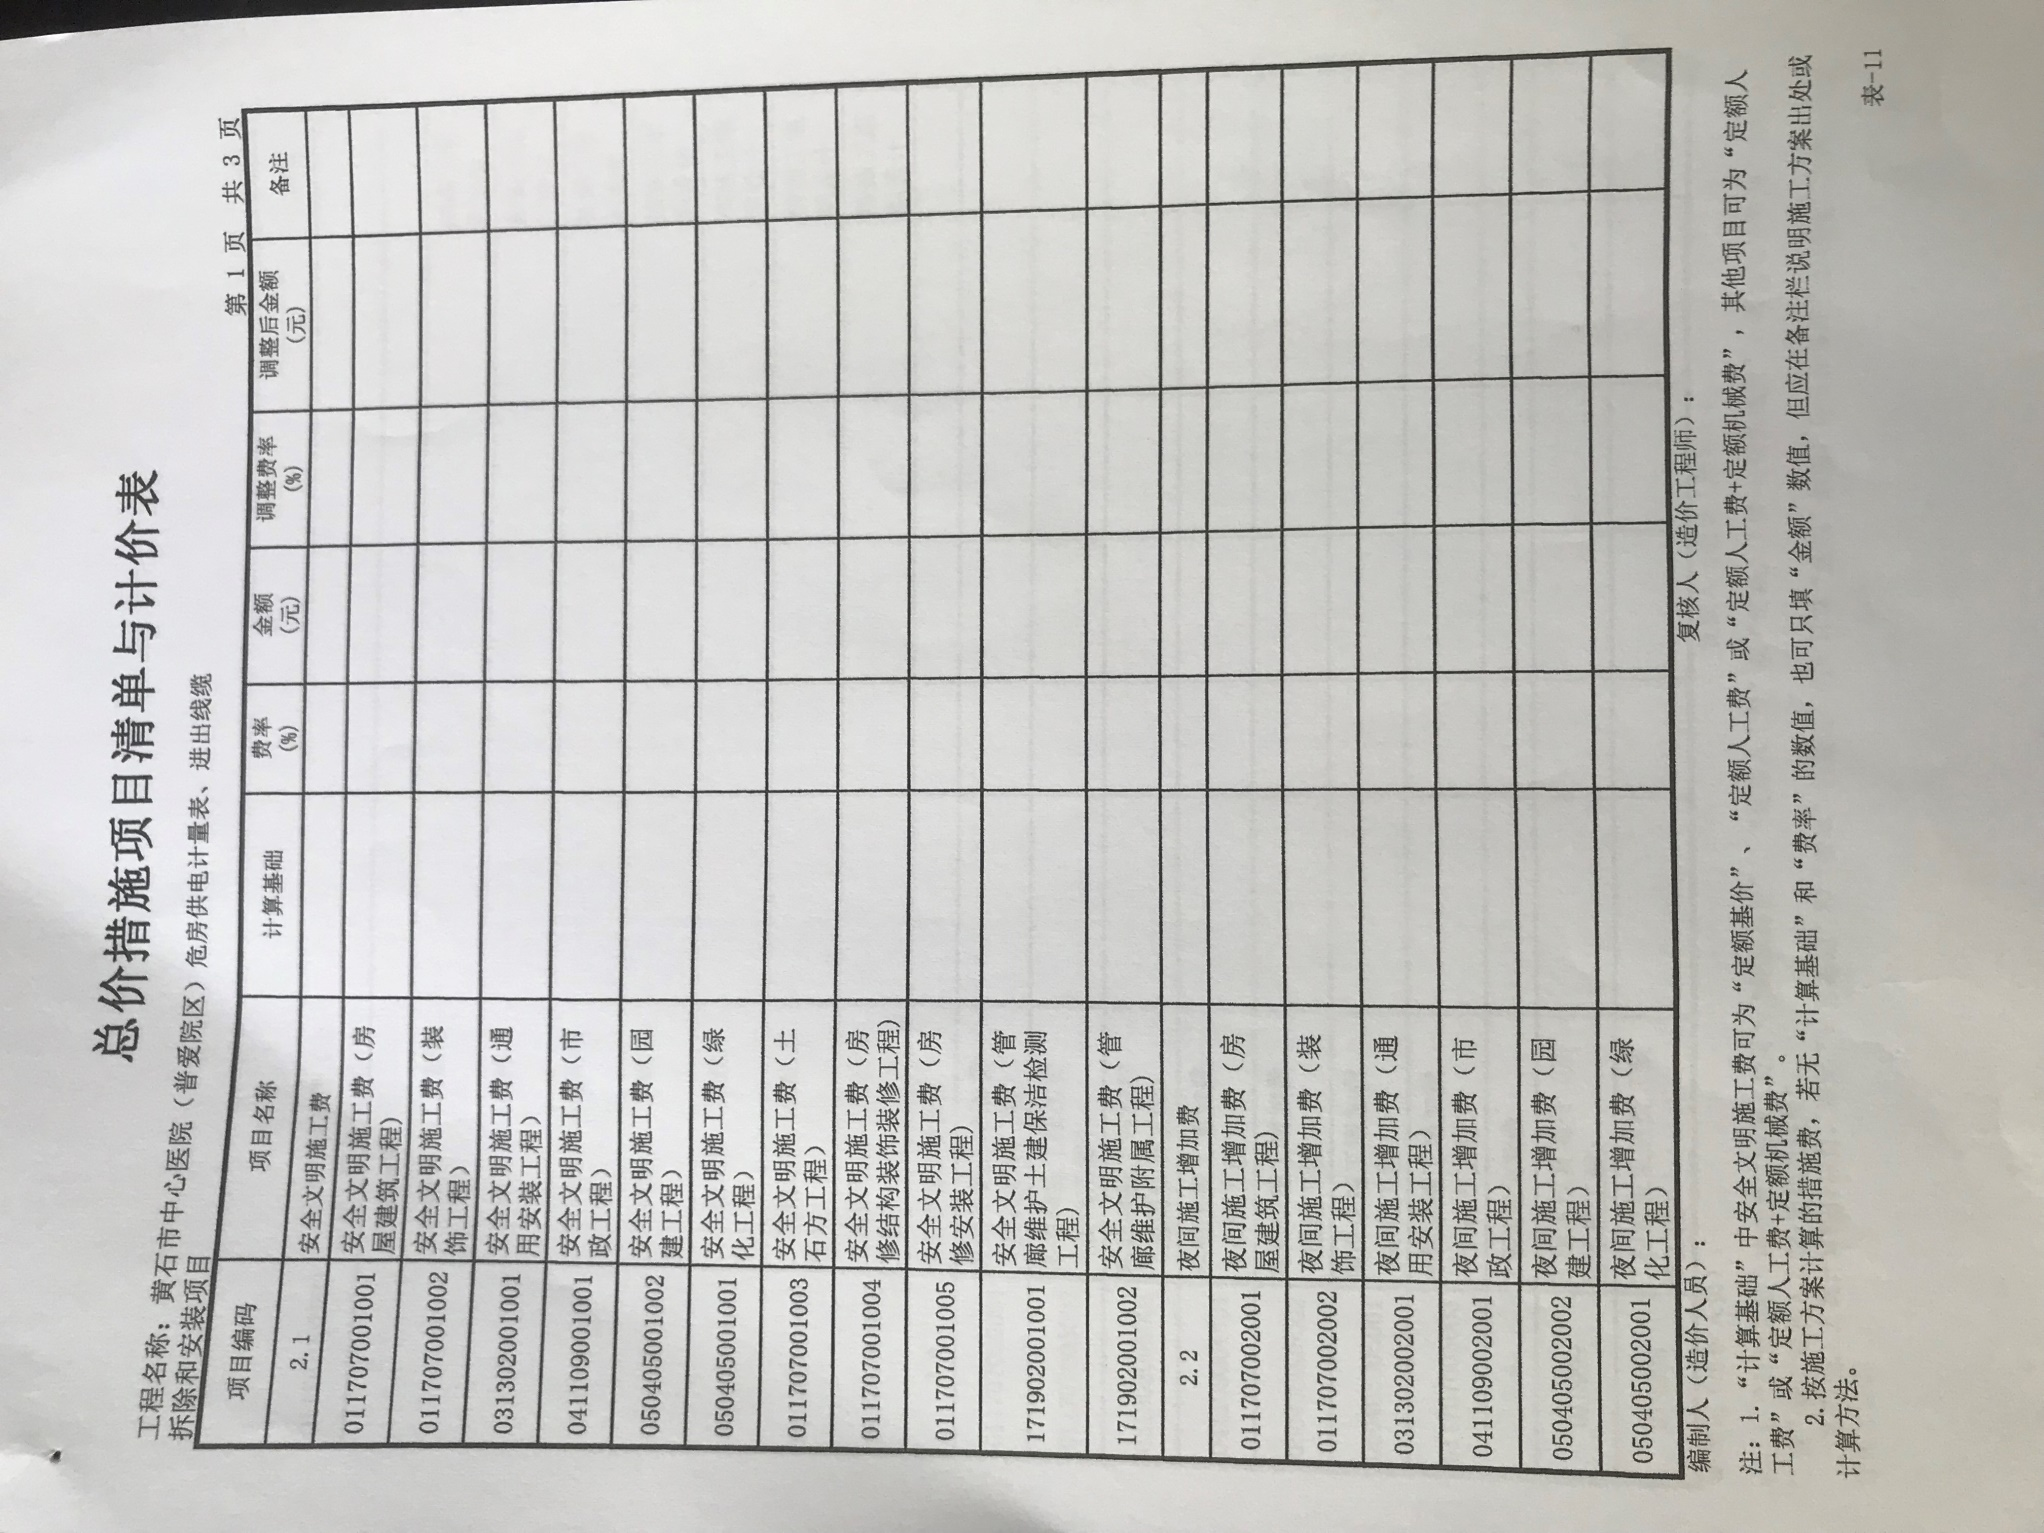 总价措施项目清单与计价表
工程名称：黄石市中心医院（普爱院区）危房供电计量表、进出线缆
拆除和安装项目
第 1 页 共 3 页
项目编码 项目名称 计算基础 费率 金额 调整费率 调整后金额 备注
(%) (元) (%) (元)
2.1 安全文明施工费
011707001001 安全文明施工费（房
屋建筑工程）
011707001002 安全文明施工费（装
饰工程）
031302001001 安全文明施工费（通
用安装工程）
041109001001 安全文明施工费（市
政工程）
050405001002 安全文明施工费（园
建工程）
050405001001 安全文明施工费（绿
化工程）
011707001003 安全文明施工费（土
石方工程）
011707001004 安全文明施工费（房
修结构装饰装修工程）
011707001005 安全文明施工费（房
修安装工程）
171902001001 安全文明施工费（管
廊维护土建保洁检测
工程）
171902001002 安全文明施工费（管
廊维护附属工程）
2.2 夜间施工增加费
011707002001 夜间施工增加费（房
屋建筑工程）
011707002002 夜间施工增加费（装
饰工程）
031302002001 夜间施工增加费（通
用安装工程）
041109002001 夜间施工增加费（市
政工程）
050405002002 夜间施工增加费（园
建工程）
050405002001 夜间施工增加费（绿
化工程）
编制人（造价人员）： 复核人（造价工程师）：
注：1.“计算基础”中安全文明施工费可为“定额基价”、“定额人工费”或“定额人工费+定额机械费”，其他项目可为“定额人
工费”或“定额人工费+定额机械费”。
2.按施工方案计算的措施费，若无“计算基础”和“费率”的数值，也可只填“金额”数值，但应在备注栏说明施工方案出处或
计算方法。
表-11